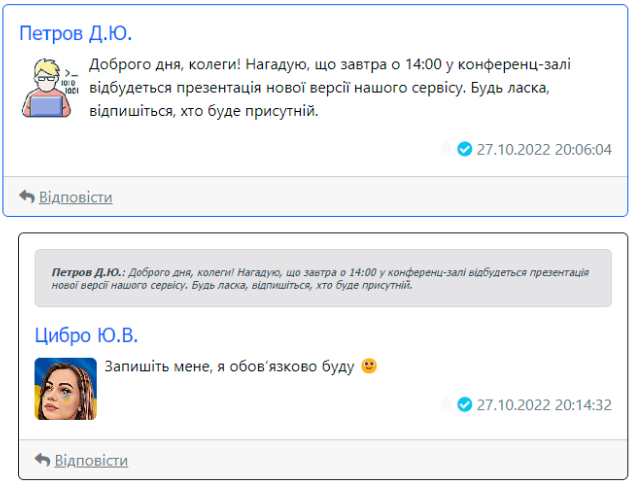 Петров Д.Ю.
Доброго дня, колеги! Нагадую, що завтра о 14:00 у конференц-залі
відбудеться презентація нової версії нашого сервісу. Будь ласка,
відпишіться, хто буде присутній.
27.10.2022 20:06:04
Відповісти
Петров Д.Ю.: Доброго дня, колеги! Нагадую, що завтра о 14:00 у конференц-залі відбудеться презентація
нової версії нашого сервісу. Будь ласка, відпишіться, хто буде присутній.
Цибро Ю.В.
Запишіть мене, я обов’язково буду 🙂
27.10.2022 20:14:32
Відповісти